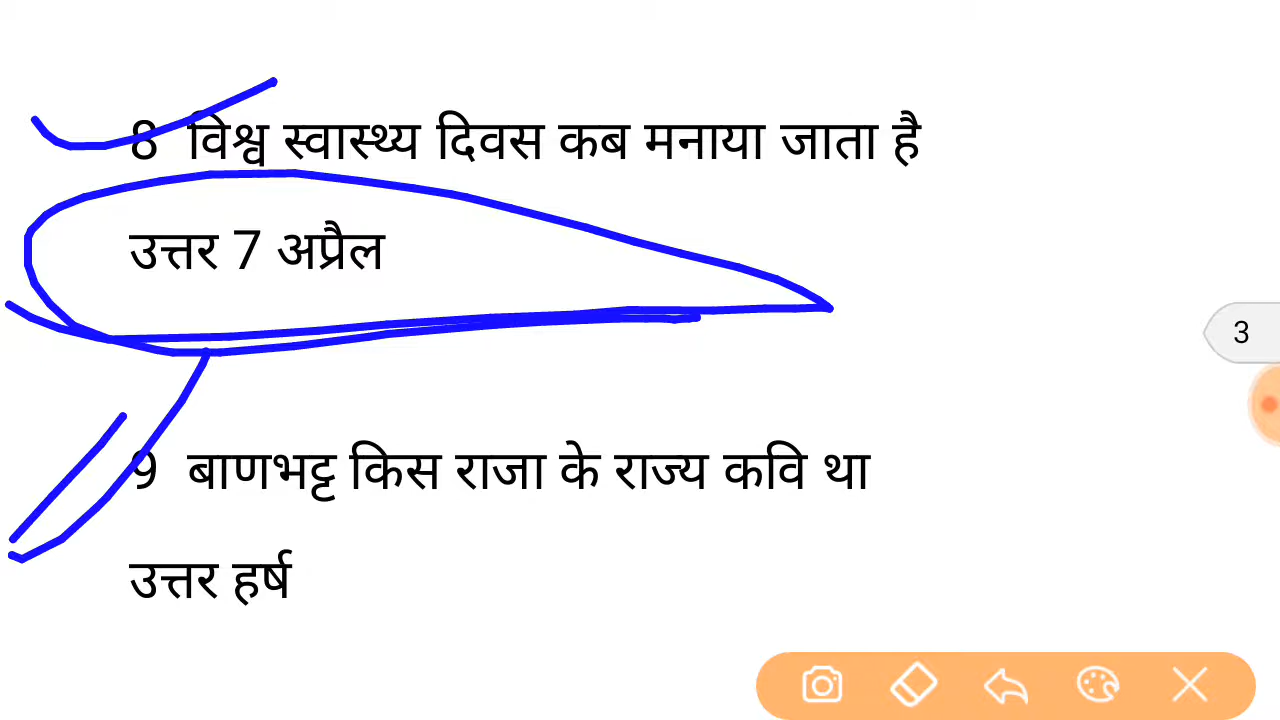 8 विश्व स्वास्थ्य दिवस कब मनाया जाता है
उत्तर 7 अप्रैल
3
9 बाणभट्ट किस राजा के राज्य कवि था
उत्तर हर्ष